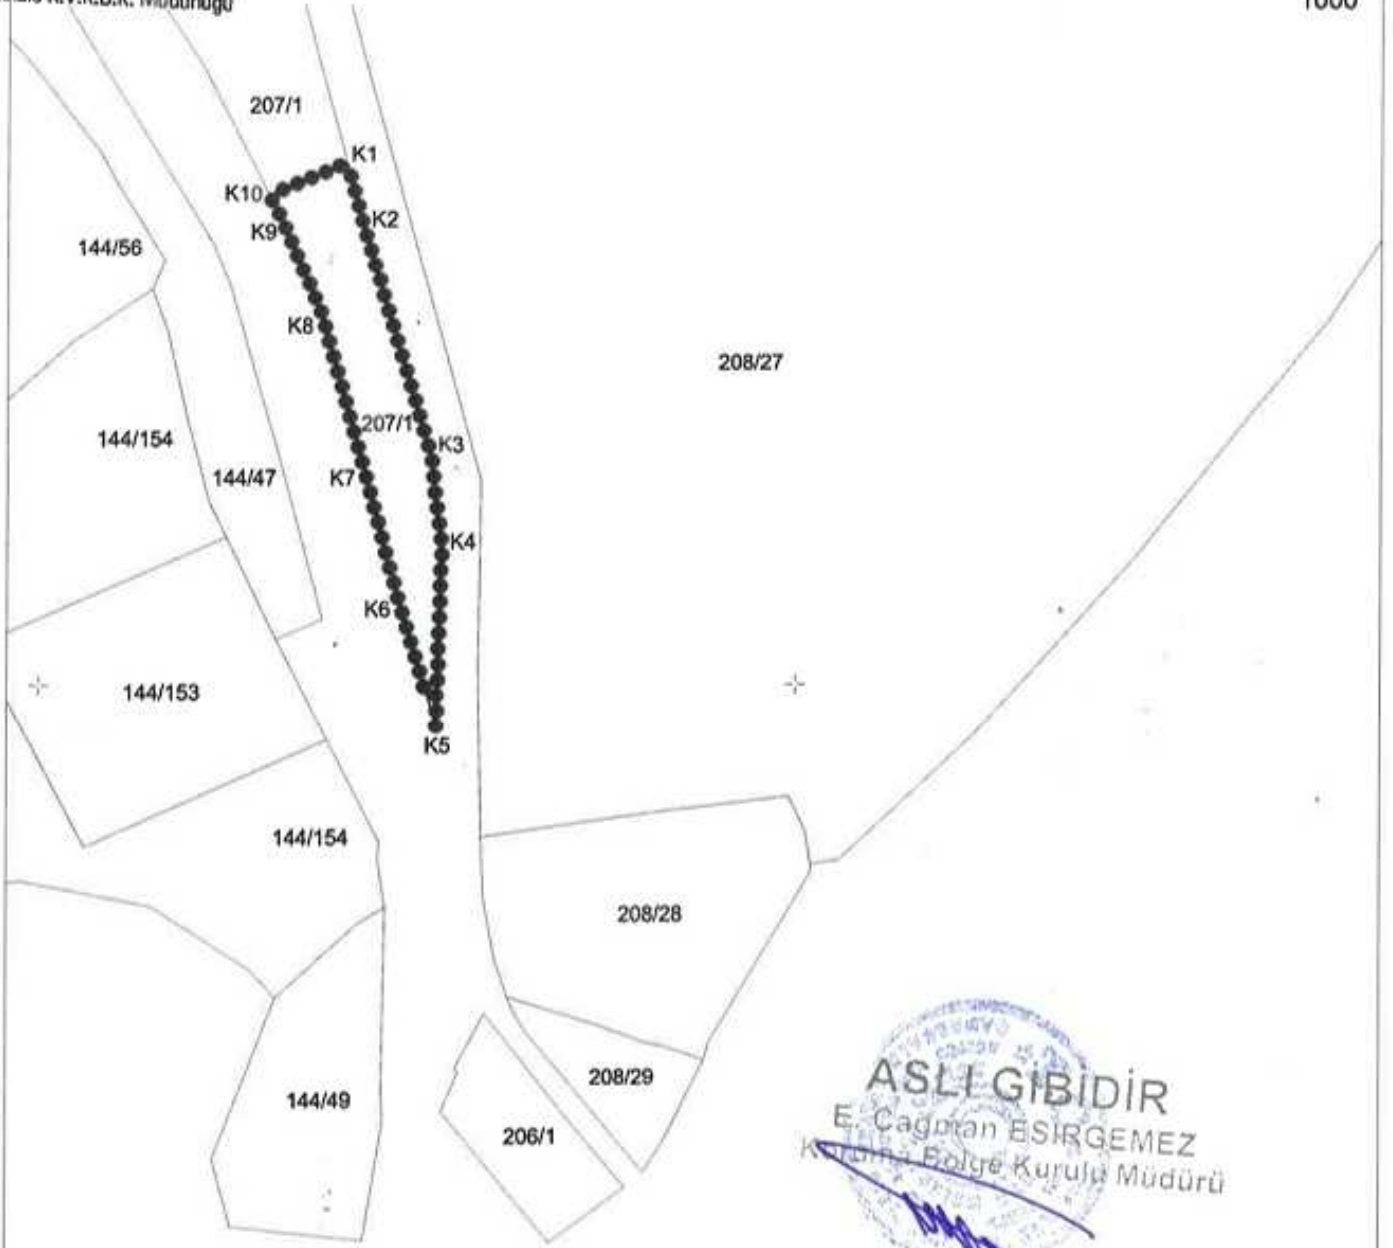 Müdürlüğü
1000
207/1
K1
K10
K2
K9
144/56
K8
208/27
207/1
K3
144/154
144/47
K7
K4
K6
144/153
K5
144/154
208/28
208/29
144/49
206/1
ASLI GİBİDİR
E. Çağman ESİRGEMEZ
Koruma Bölge Kurulu Müdürü